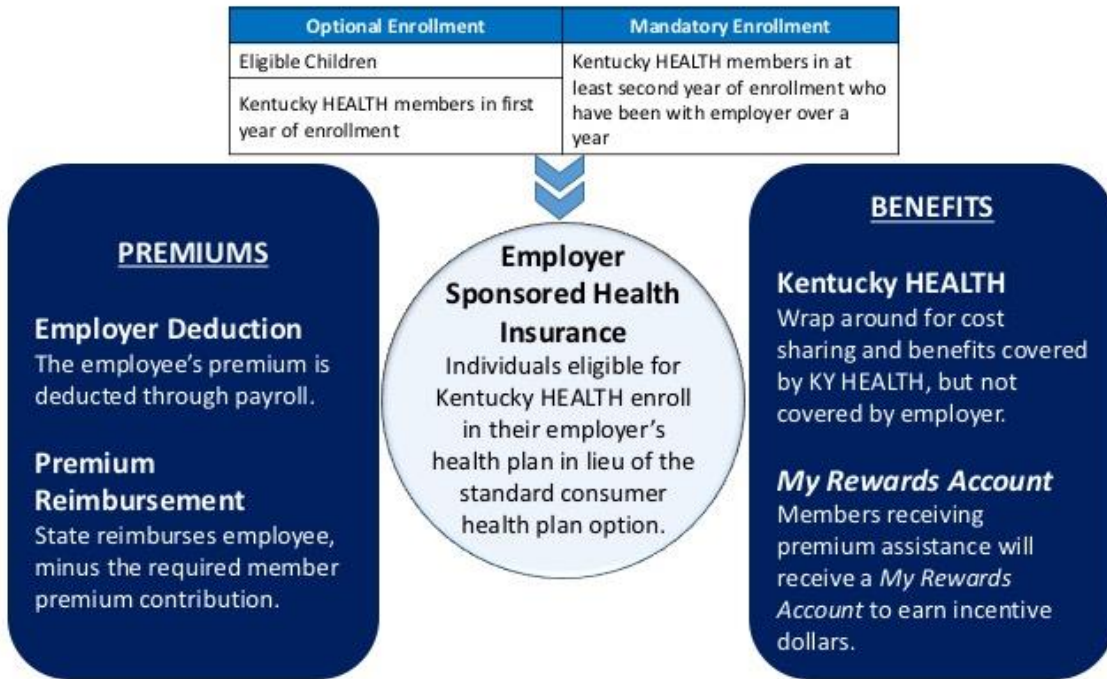 Optional Enrollment
Mandatory Enrollment
Eligible Children
Kentucky HEALTH members in first
year of enrollment
Kentucky HEALTH members in at
least second year of enrollment who
have been with employer over a
year
PREMIUMS
Employer Deduction
The employee's premium is
deducted through payroll.
Premium
Reimbursement
State reimburses employee,
minus the required member
premium contribution.
Employer
Sponsored Health
Insurance
Individuals eligible for
Kentucky HEALTH enroll
in their employer's
health plan in lieu of the
standard consumer
health plan option.
BENEFITS
Kentucky HEALTH
Wrap around for cost
sharing and benefits covered
by KY HEALTH, but not
covered by employer.
My Rewards Account
Members receiving
premium assistance will
receive a My Rewards
Account to earn incentive
dollars.